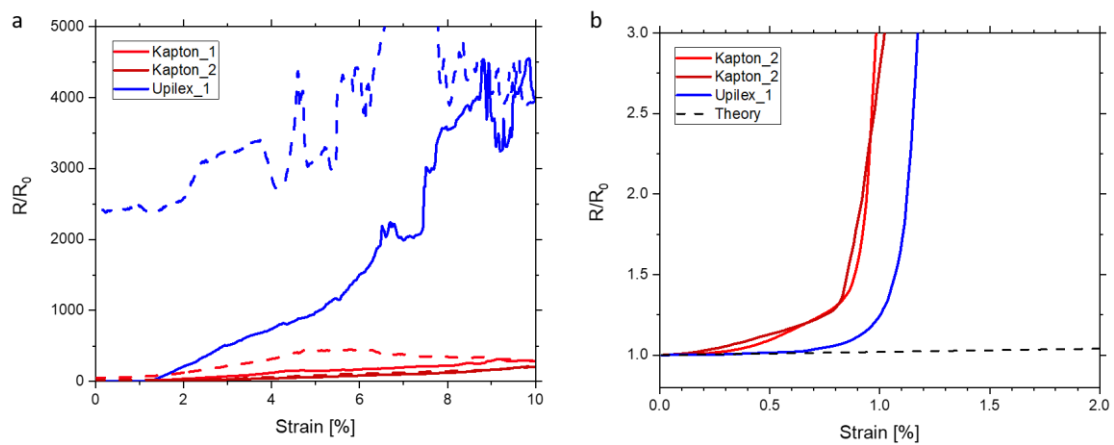 a
5000
4000
3000
2000
1000
0
R/R0
Kapton_1
Kapton_2
Upilex_1
0 2 4 6 8 10
Strain [%]
b
3.0
2.5
2.0
1.5
1.0
R/R0
Kapton_2
Kapton_2
Upilex_1
Theory
0.0 0.5 1.0 1.5 2.0
Strain [%]